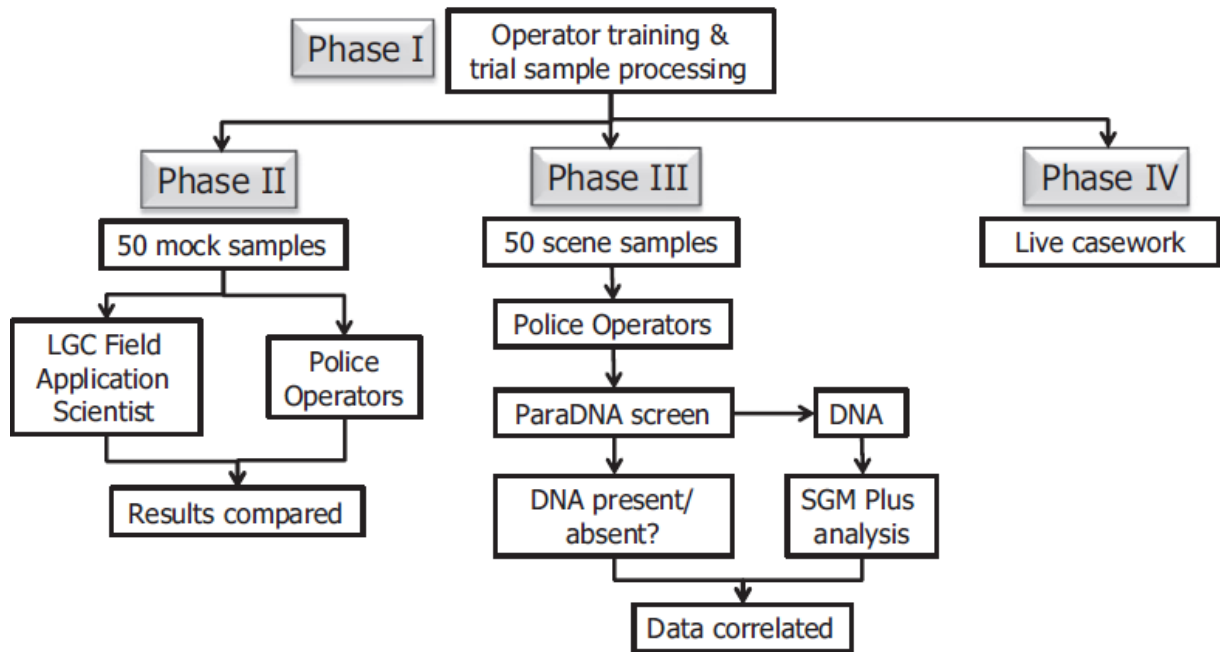 Phase I
Operator training &
trial sample processing
Phase II
Phase III
Phase IV
50 mock samples
50 scene samples
Live casework
LGC Field
Application
Scientist
Police
Operators
Police Operators
ParaDNA screen
DNA
Results compared
DNA present/
absent?
SGM Plus
analysis
Data correlated